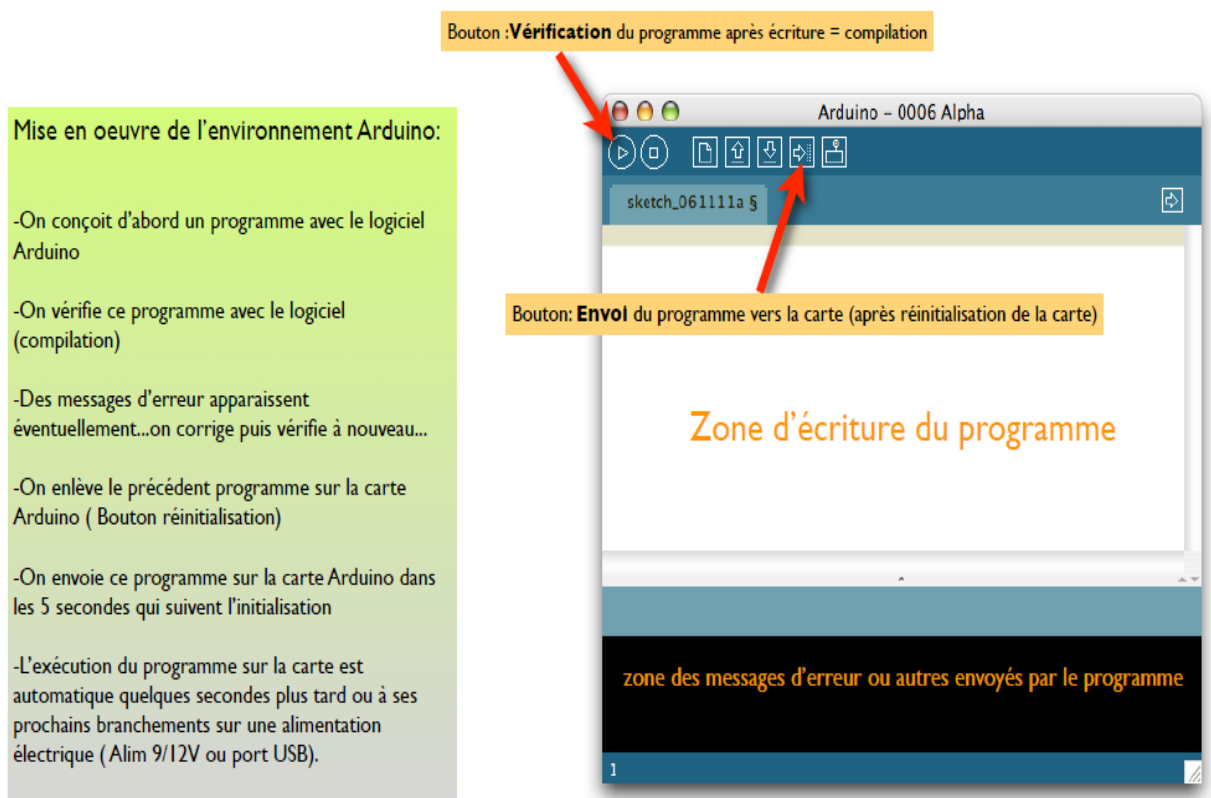 Bouton :Vérification du programme après écriture = compilation
Mise en oeuvre de l'environnement Arduino:
-On conçoit d'abord un programme avec le logiciel
Arduino
-On vérifie ce programme avec le logiciel
(compilation)
-Des messages d'erreur apparaissent
éventuellement...on corrige puis vérifie à nouveau...
-On enlève le précédent programme sur la carte
Arduino ( Bouton réinitialisation)
-On envoie ce programme sur la carte Arduino dans
les 5 secondes qui suivent l'initialisation
-L'exécution du programme sur la carte est
automatique quelques secondes plus tard ou à ses
prochains branchements sur une alimentation
électrique ( Alim 9/12V ou port USB).
Arduino – 0006 Alpha
sketch_061111a §
Bouton: Envoi du programme vers la carte (après réinitialisation de la carte)
Zone d'écriture du programme
zone des messages d'erreur ou autres envoyés par le programme
1